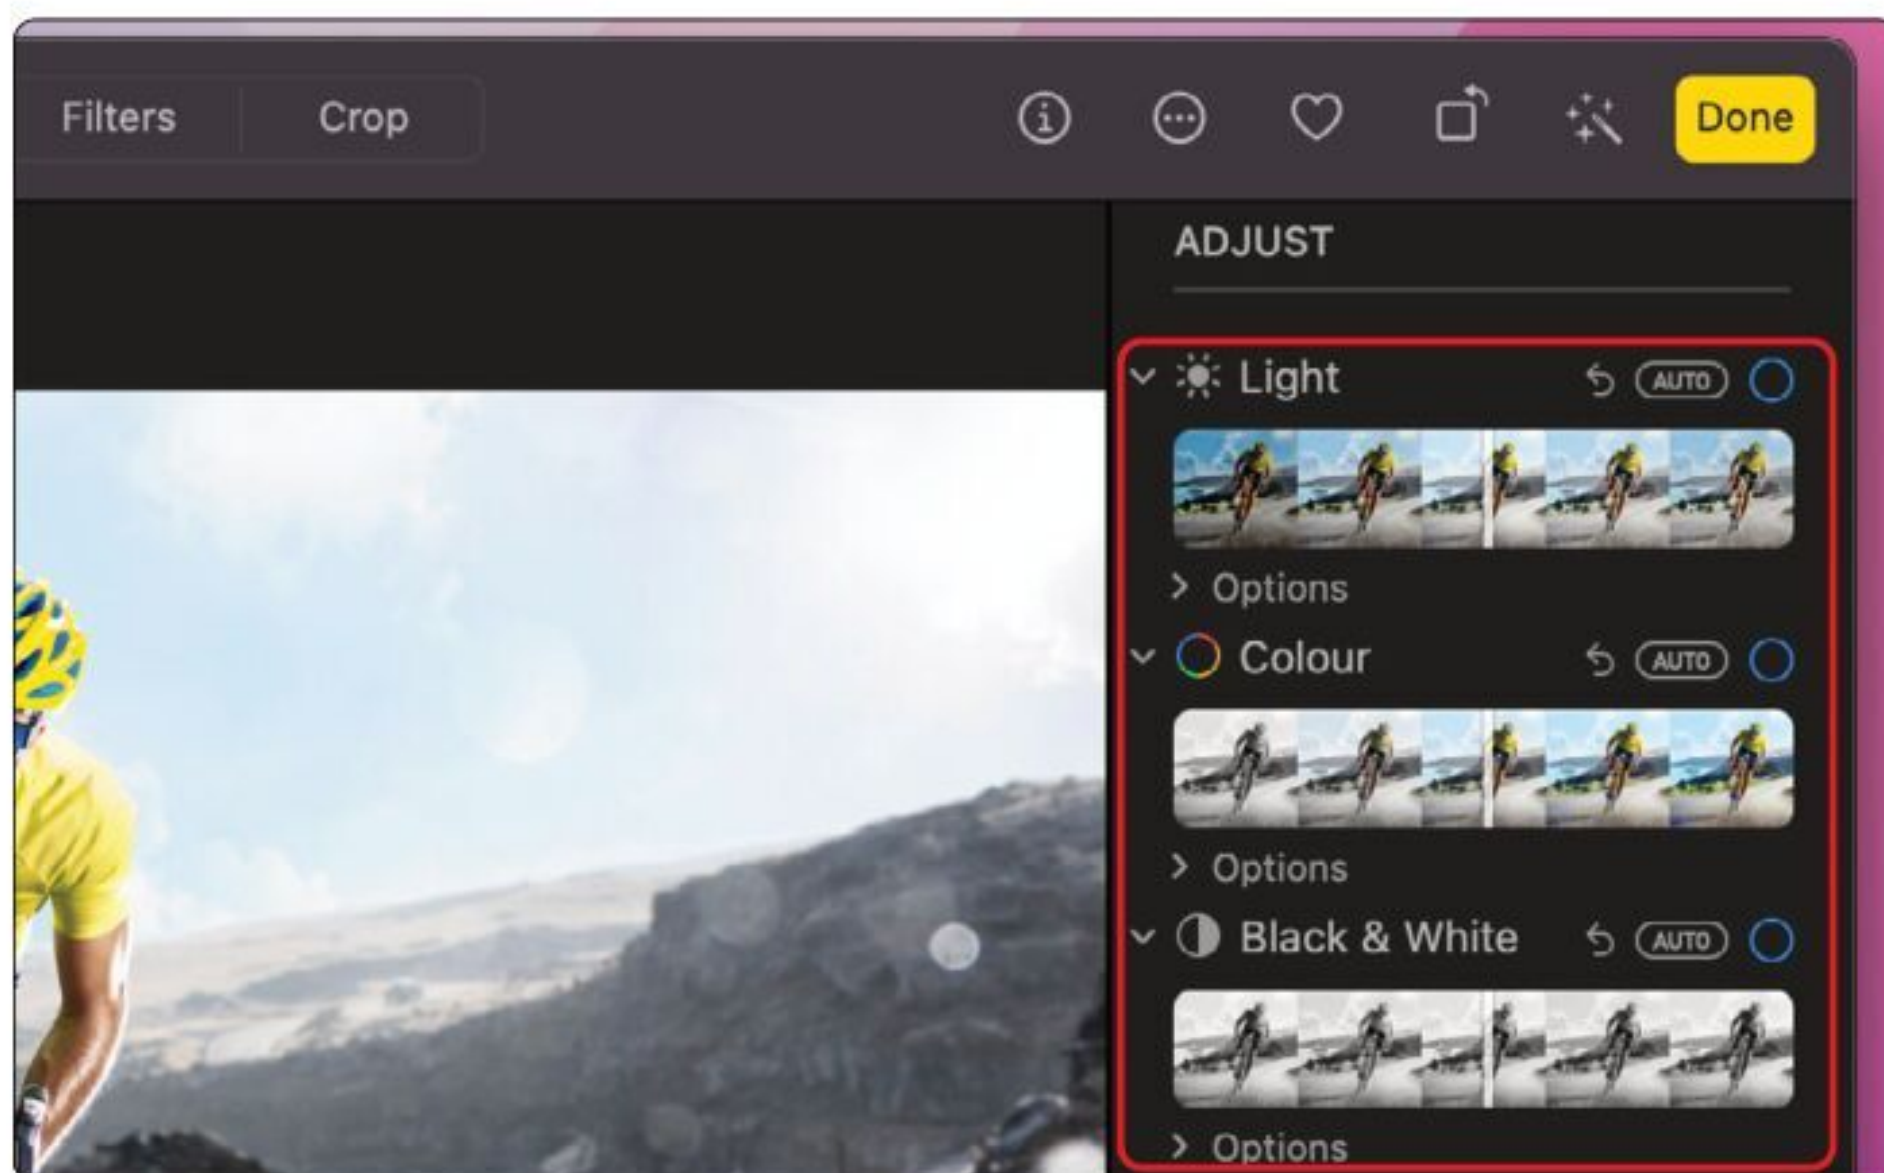 Filters Crop Done
ADJUST
Light AUTO
Options
Colour AUTO
Options
Black & White AUTO
Options